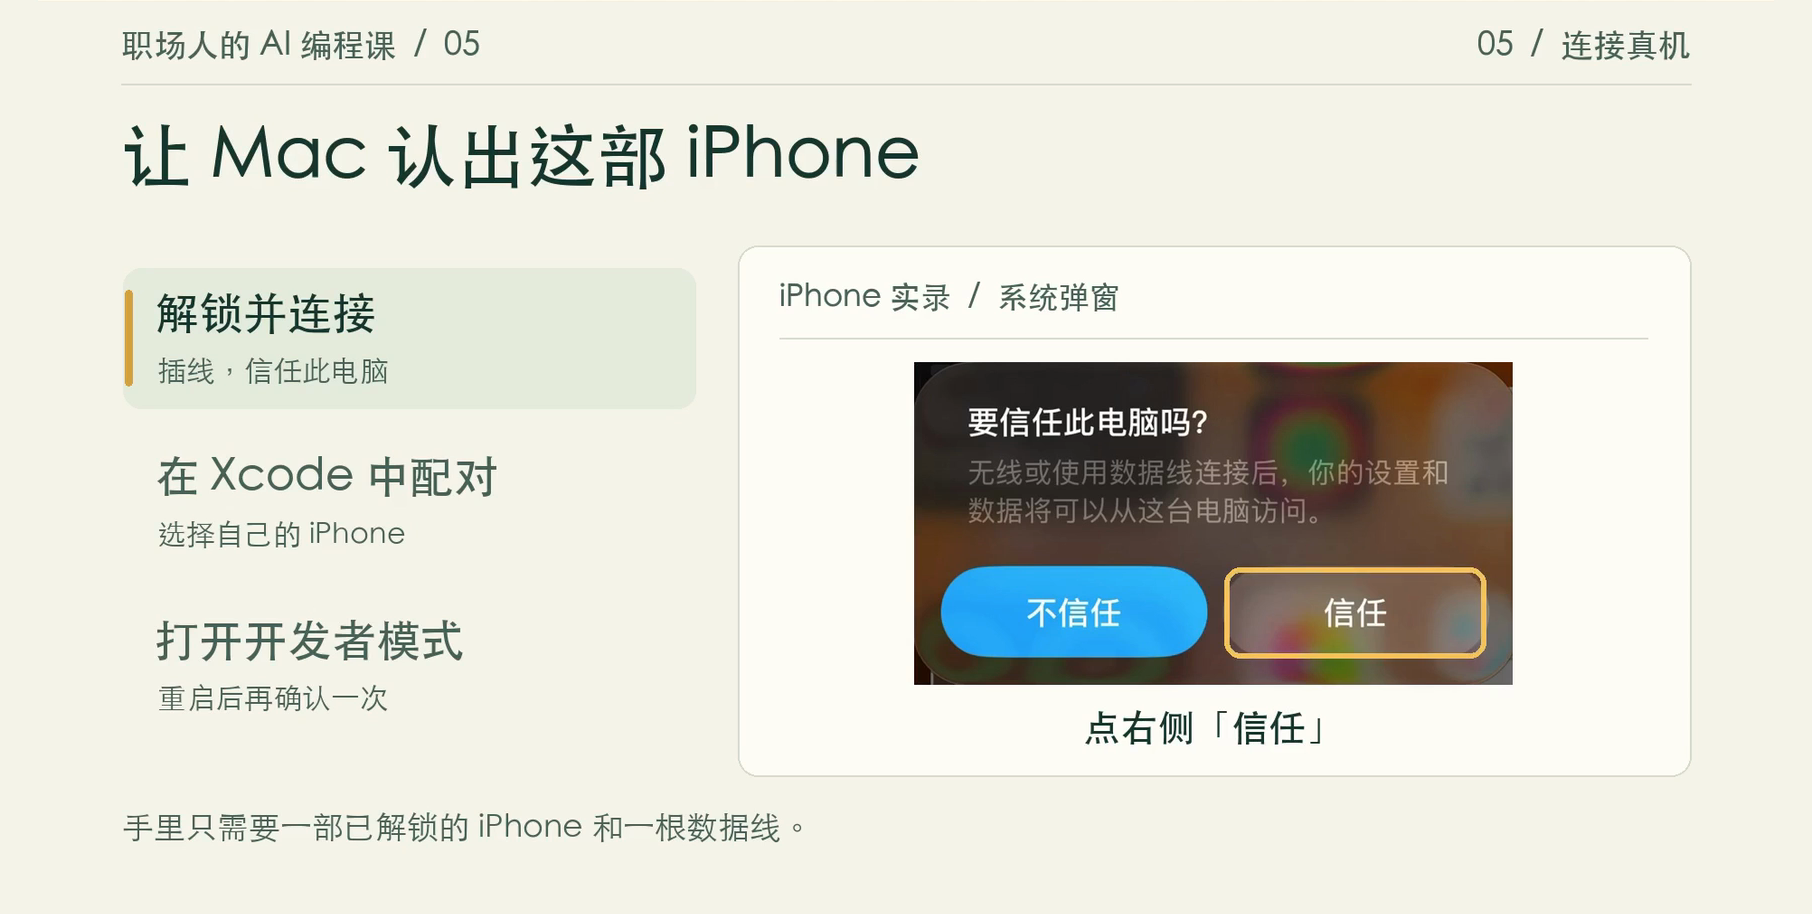 职场人的 AI 编程课 / 05
05 / 连接真机
让 Mac 认出这部 iPhone
解锁并连接
插线，信任此电脑
在 Xcode 中配对
选择自己的 iPhone
打开开发者模式
重启后再确认一次
iPhone 实录 / 系统弹窗
要信任此电脑吗?
无线或使用数据线连接后，你的设置和
数据将可以从这台电脑访问。
不信任
信任
点右侧「信任」
手里只需要一部已解锁的 iPhone 和一根数据线。